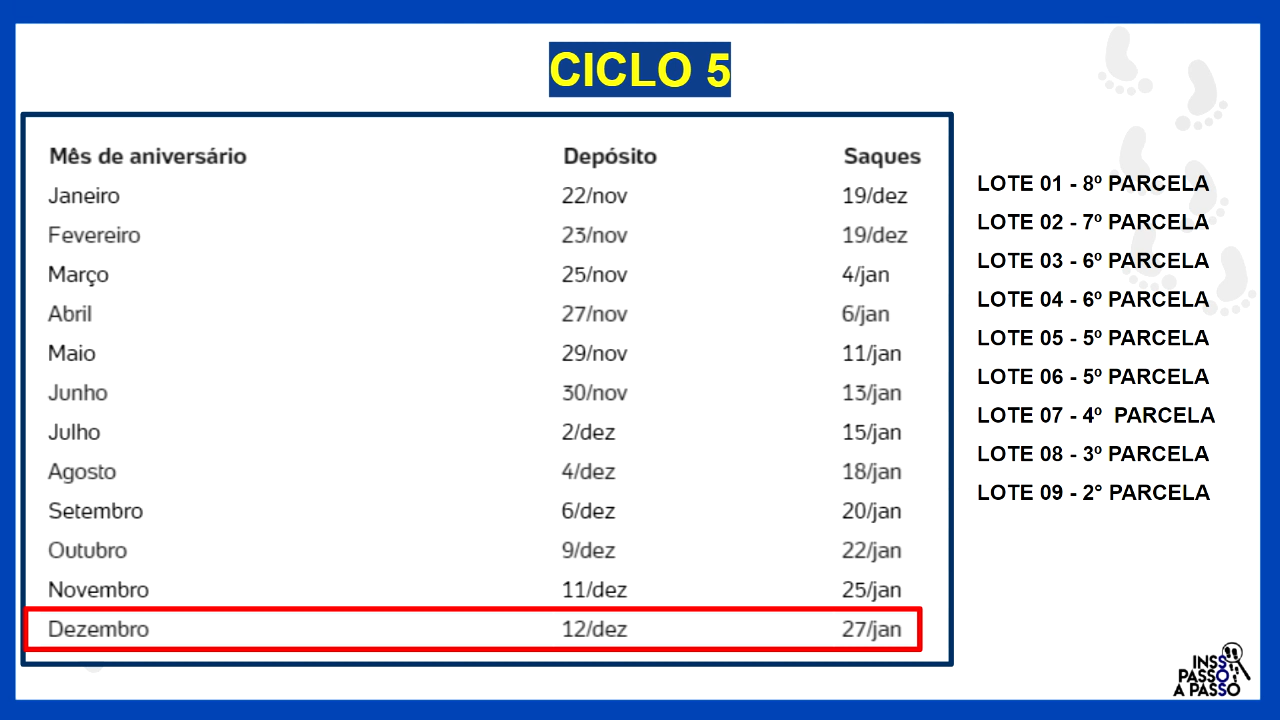 CICLO 5
Mês de aniversário Depósito Saques
Janeiro 22/nov 19/dez
Fevereiro 23/nov 19/dez
Março 25/nov 4/jan
Abril 27/nov 6/jan
Maio 29/nov 11/jan
Junho 30/nov 13/jan
Julho 2/dez 15/jan
Agosto 4/dez 18/jan
Setembro 6/dez 20/jan
Outubro 9/dez 22/jan
Novembro 11/dez 25/jan
Dezembro 12/dez 27/jan
LOTE 01 - 8º PARCELA
LOTE 02 - 7º PARCELA
LOTE 03 - 6º PARCELA
LOTE 04 - 6º PARCELA
LOTE 05 - 5º PARCELA
LOTE 06 - 5º PARCELA
LOTE 07 - 4º  PARCELA
LOTE 08 - 3º PARCELA
LOTE 09 - 2° PARCELA
INSS
PASSO
A PASSO